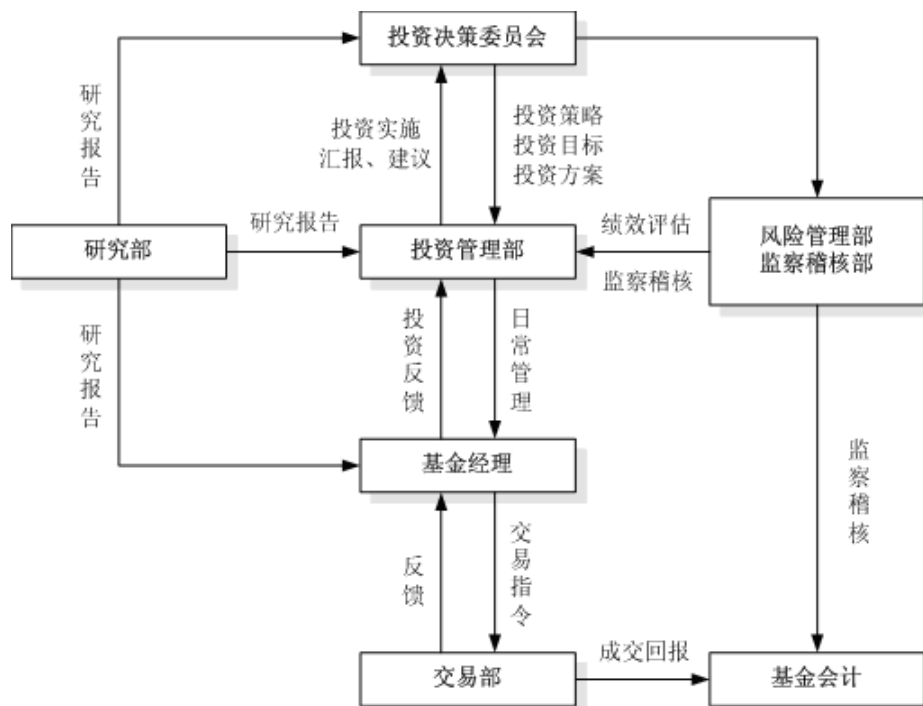 投资决策委员会
研究报告
投资实施
汇报、建议
投资策略
投资目标
投资方案
研究部
研究报告
投资管理部
绩效评估
监察稽核
风险管理部
监察稽核部
研究报告
投资反馈
日常管理
基金经理
监察稽核
反馈
交易指令
交易部
成交回报
基金会计